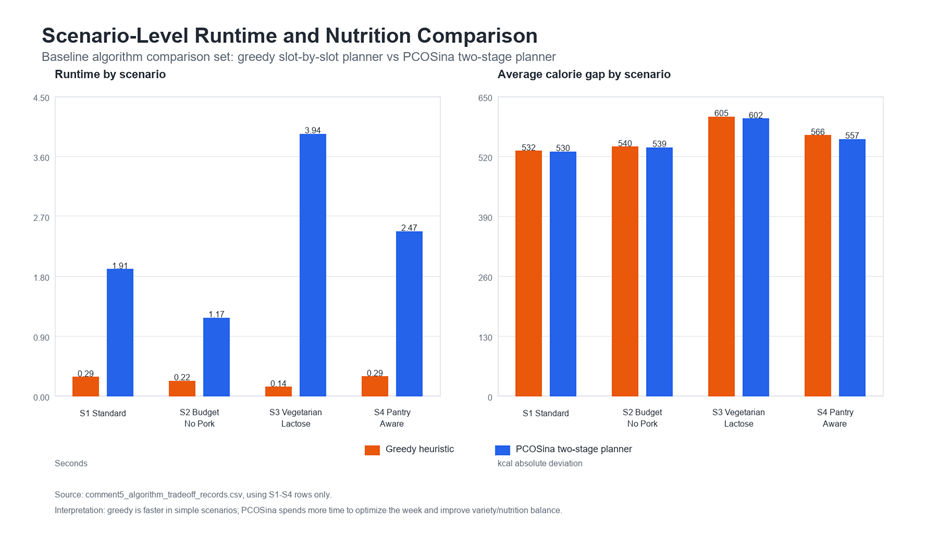 Scenario-Level Runtime and Nutrition Comparison
Baseline algorithm comparison set: greedy slot-by-slot planner vs PCOSina two-stage planner
Runtime by scenario
4.50
3.60
2.70
1.80
0.90
0.00
0.29
1.91
0.22
1.17
0.14
3.94
0.29
2.47
S1 Standard
S2 Budget
No Pork
S3 Vegetarian
Lactose
S4 Pantry
Aware
Average calorie gap by scenario
650
520
390
260
130
0
532
530
540
539
605
602
566
557
S1 Standard
S2 Budget
No Pork
S3 Vegetarian
Lactose
S4 Pantry
Aware
Greedy heuristic
PCOSina two-stage planner
Seconds
kcal absolute deviation
Source: comment5_algorithm_tradeoff_records.csv, using S1-S4 rows only.
Interpretation: greedy is faster in simple scenarios; PCOSina spends more time to optimize the week and improve variety/nutrition balance.